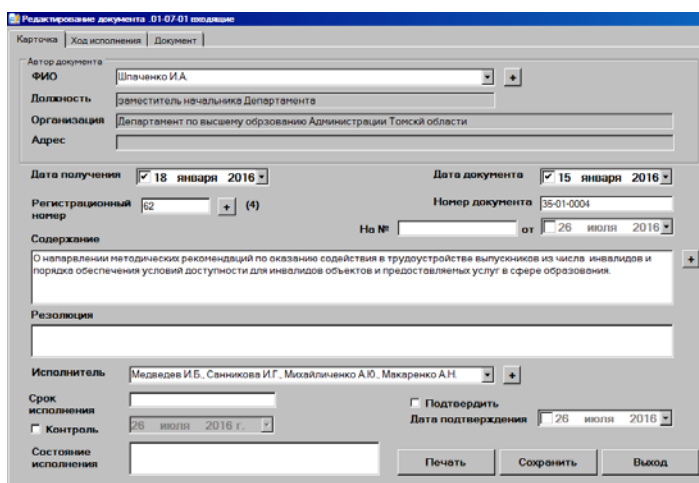 Редактирование документа .01-07-01 входящие
Карточка Ход исполнения Документ
Автор документа
ФИО Шпаченко И.А. +
Должность заместитель начальника Департамента
Организация Департамент по высшему обрзованию Администрации Томскй области
Адрес
Дата получения 18 января 2016 Дата документа 15 января 2016
Регистрационный номер 62 + (4) Номер документа 35-01-0004
На № от 26 июля 2016
Содержание
О напарвлении методических рекомендаций по оказанию содействия в трудоустройстве выпускников из числа инвалидов и
порядка обеспечения условий доступности для инвалидов объектов и предоставляемых услуг в сфере образования.
+
Резолюция
Исполнитель Медведев И.Б., Санникова И.Г., Михайличенко А.Ю., Макаренко А.Н. +
Срок
исполнения
Подтвердить
Дата подтверждения 26 июля 2016
Контроль 26 июля 2016 г.
Состояние
исполнения
Печать Сохранить Выход